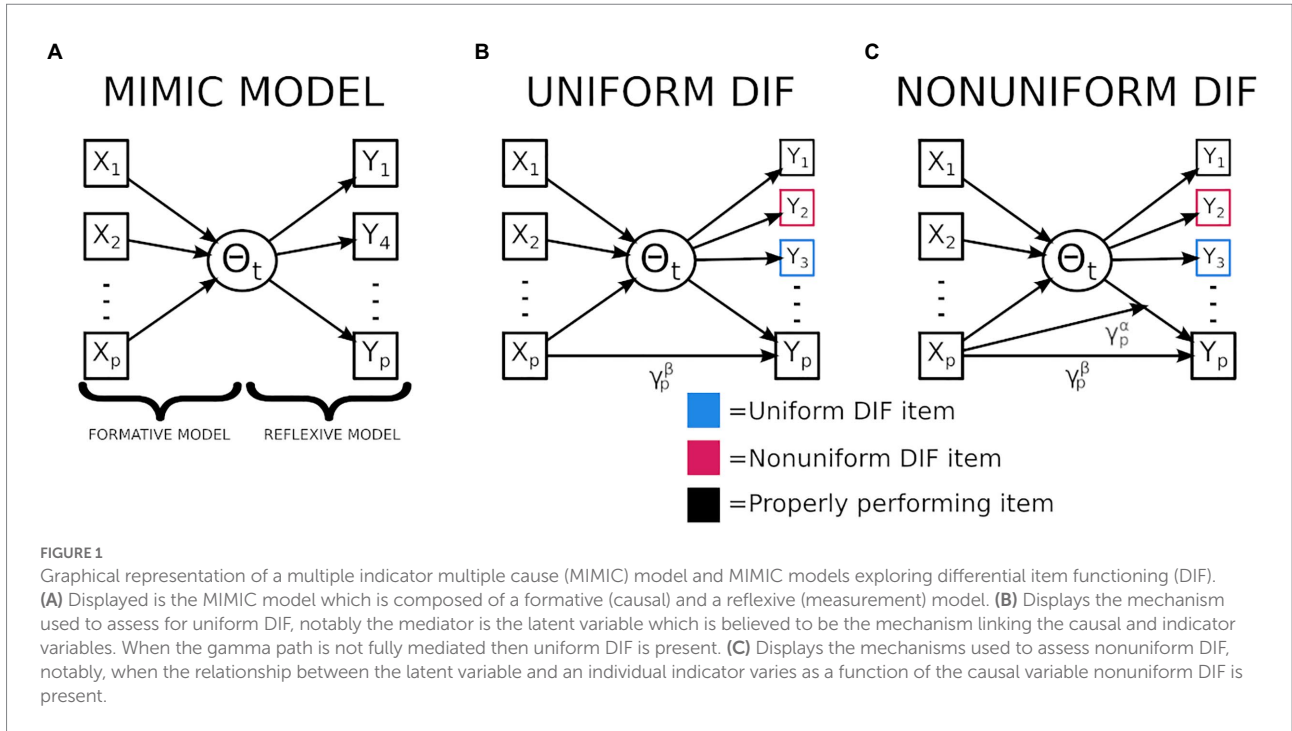 A
MIMIC MODEL
X1
X2
Xp
Θt
Y1
Y4
Yp
FORMATIVE MODEL
REFLEXIVE MODEL
B
UNIFORM DIF
X1
X2
Xp
Θt
Y1
Y2
Y3
Yp
γpβ
C
NONUNIFORM DIF
X1
X2
Xp
Θt
Y1
Y2
Y3
Yp
γpα
γpβ
=Uniform DIF item
=Nonuniform DIF item
=Properly performing item
FIGURE 1
Graphical representation of a multiple indicator multiple cause (MIMIC) model and MIMIC models exploring differential item functioning (DIF).
(A) Displayed is the MIMIC model which is composed of a formative (causal) and a reflexive (measurement) model. (B) Displays the mechanism
used to assess for uniform DIF, notably the mediator is the latent variable which is believed to be the mechanism linking the causal and indicator
variables. When the gamma path is not fully mediated then uniform DIF is present. (C) Displays the mechanisms used to assess nonuniform DIF,
notably, when the relationship between the latent variable and an individual indicator varies as a function of the causal variable nonuniform DIF is
present.